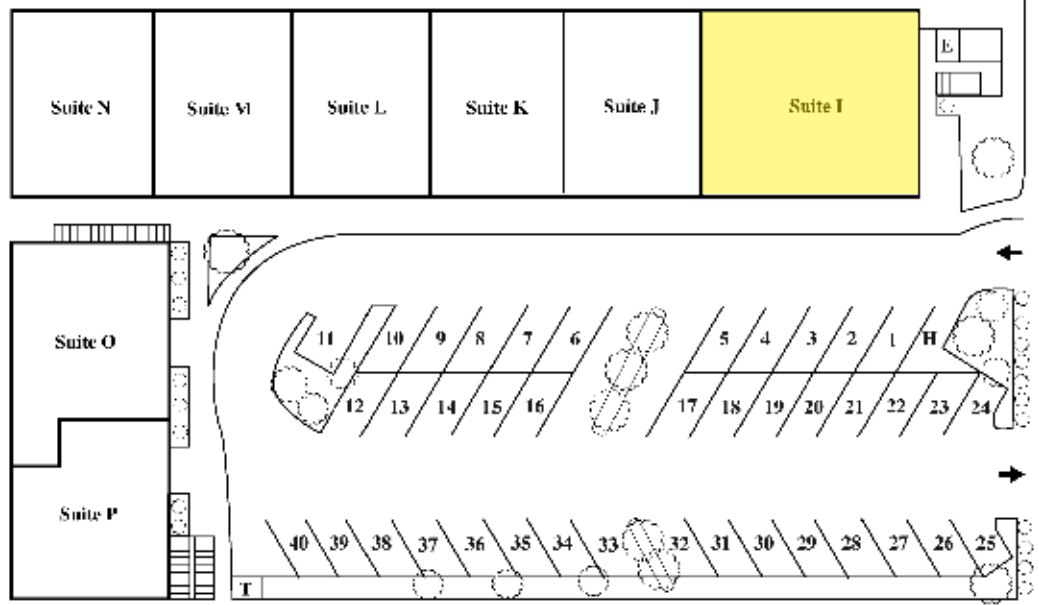 Suite N Suite M Suite L Suite K Suite J Suite I
E
Suite O
11 10 9 8 7 6 5 4 3 2 1 H
12 13 14 15 16 17 18 19 20 21 22 23 24
Suite P
40 39 38 37 36 35 34 33 32 31 30 29 28 27 26 25
T